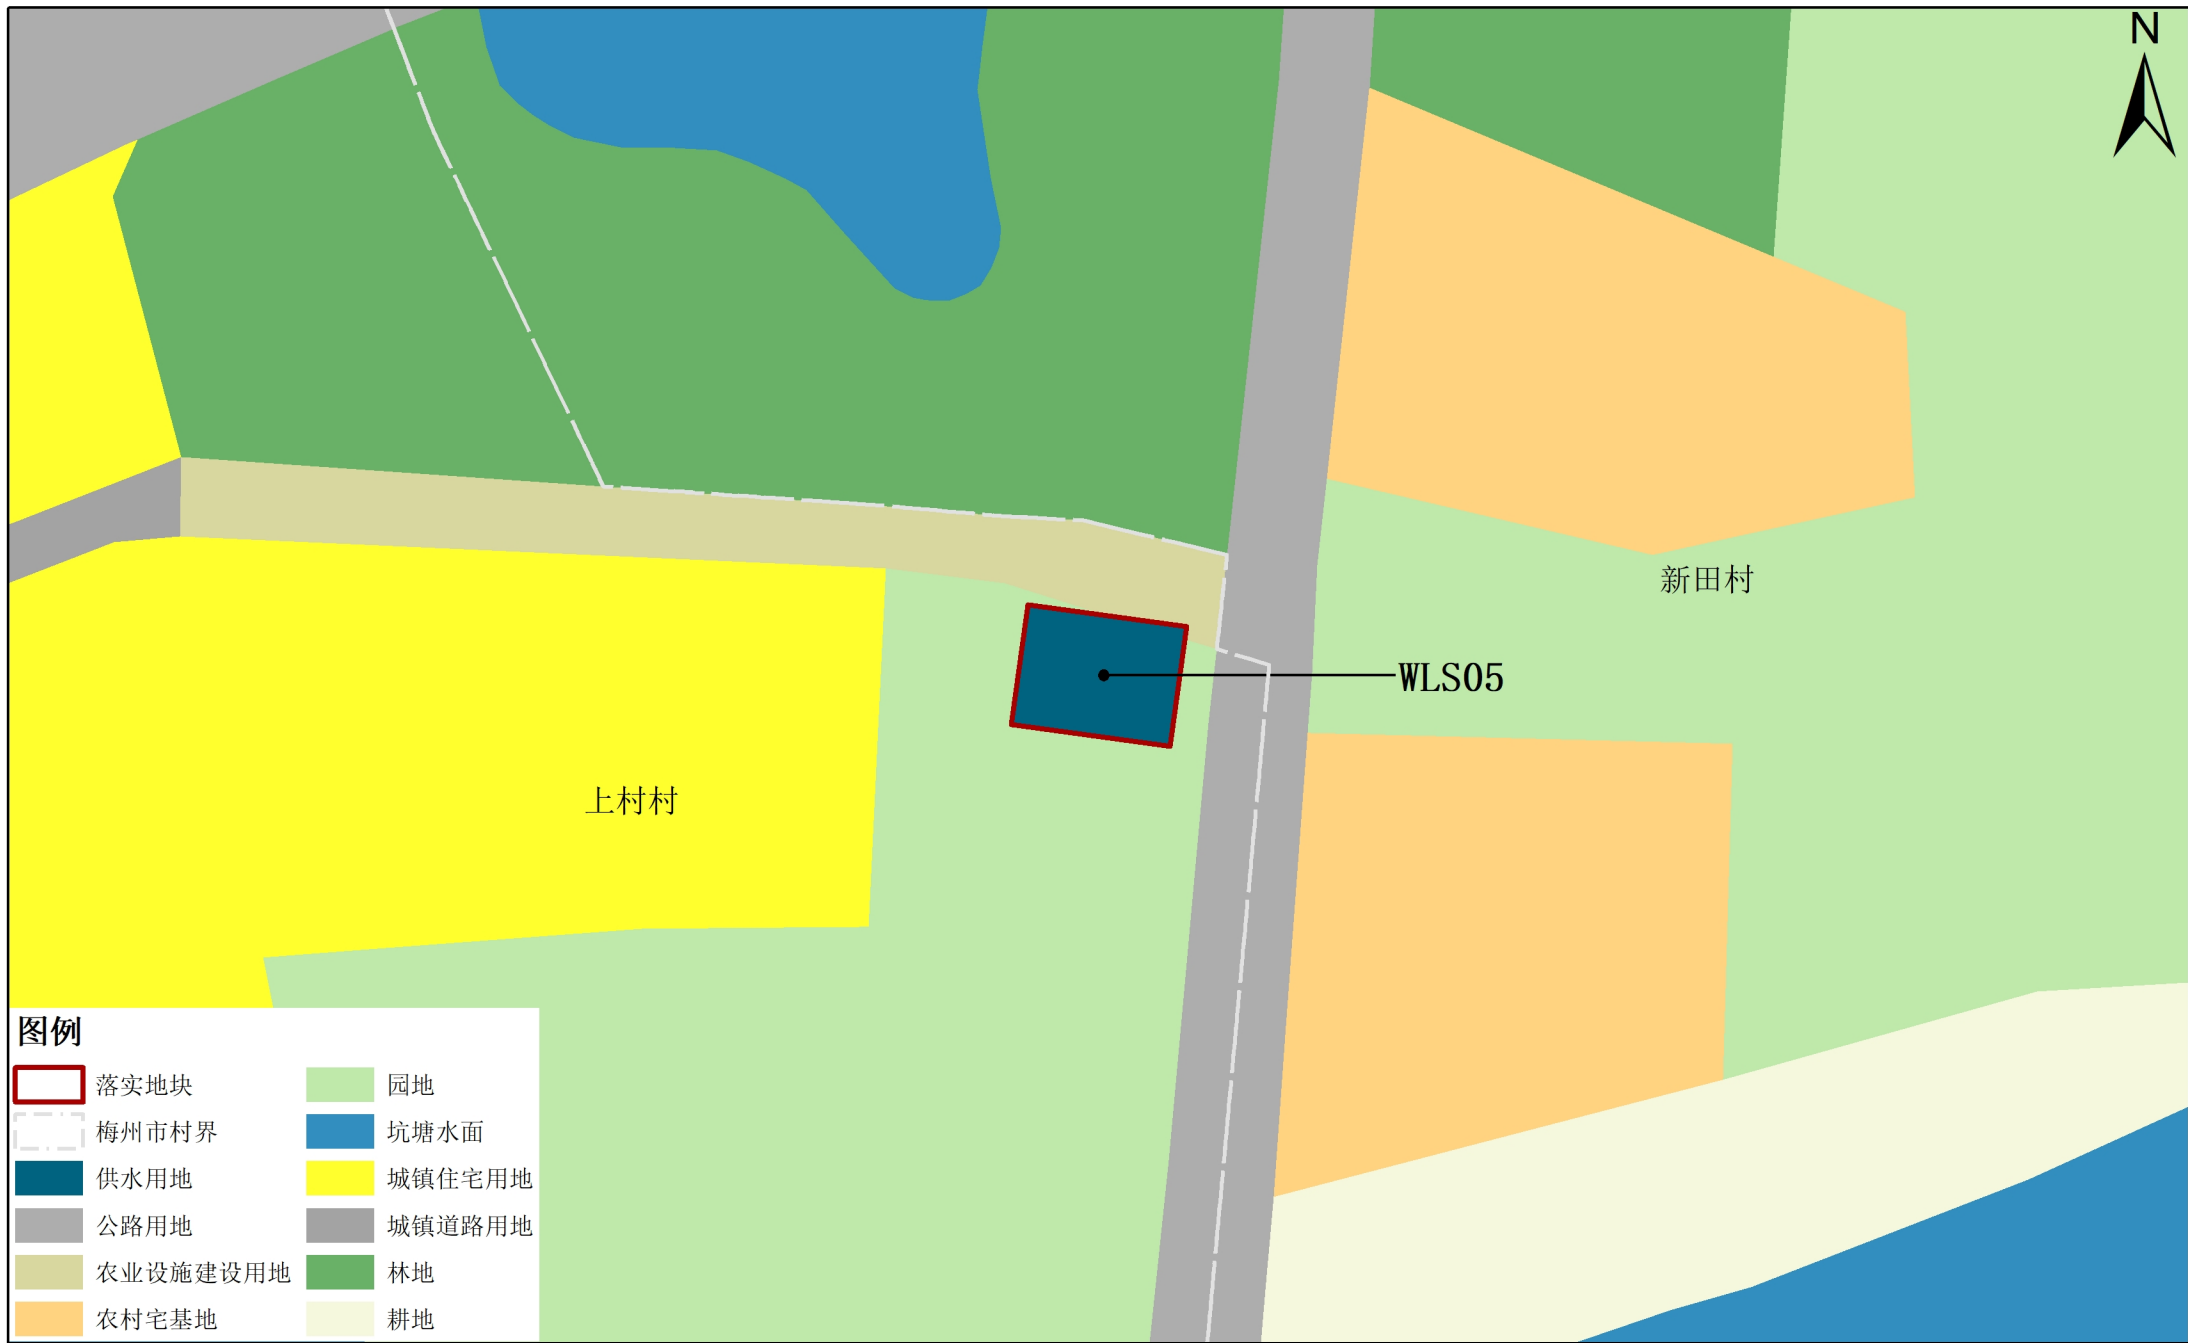 N
新田村
WLS05
上村村
图例
落实地块
园地
梅州市村界
坑塘水面
供水用地
城镇住宅用地
公路用地
城镇道路用地
农业设施建设用地
林地
农村宅基地
耕地